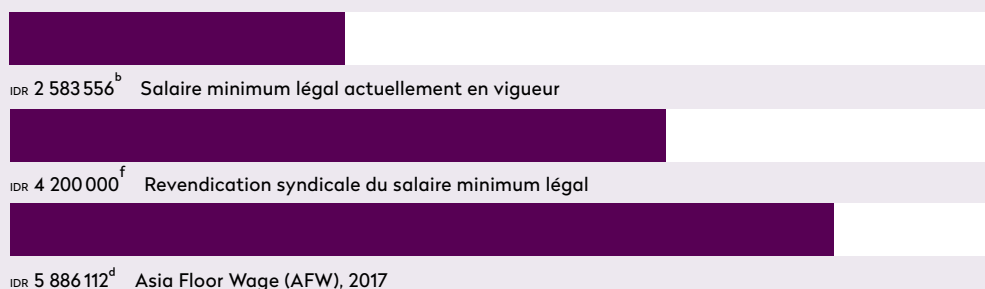 IDR 2 583 556ᵇ Salaire minimum légal actuellement en vigueur
IDR 4 200 000ᶠ Revendication syndicale du salaire minimum légal
IDR 5 886 112ᵈ Asia Floor Wage (AFW), 2017